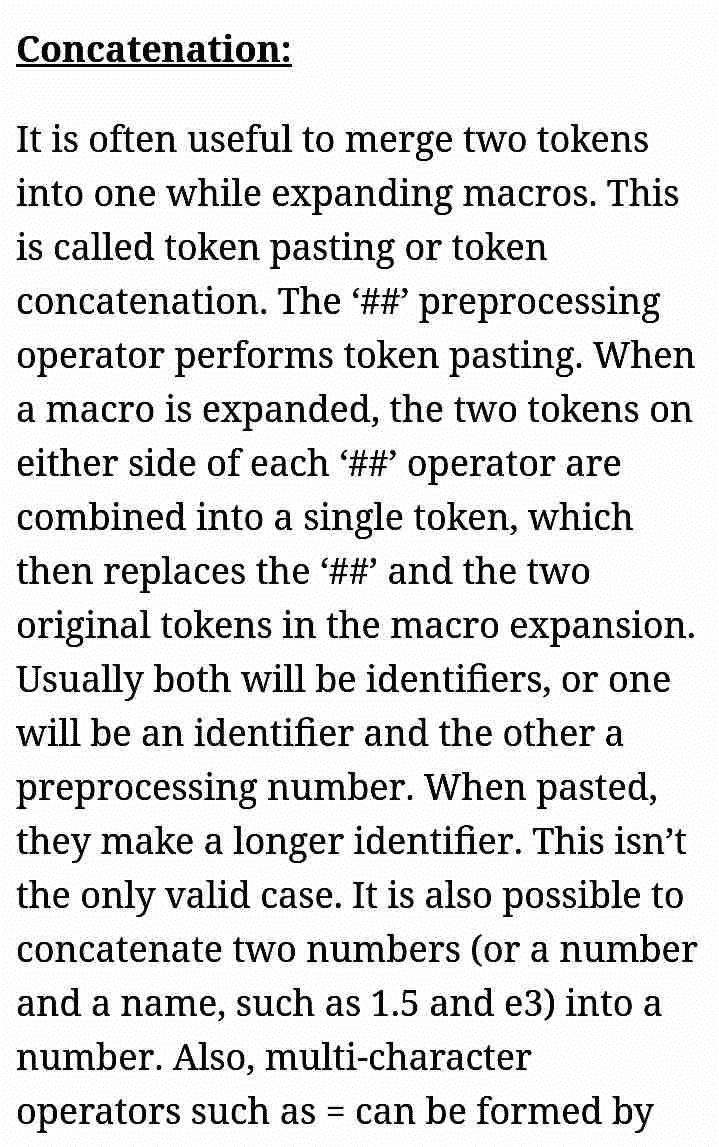 Concatenation:
It is often useful to merge two tokens
into one while expanding macros. This
is called token pasting or token
concatenation. The ‘##’ preprocessing
operator performs token pasting. When
a macro is expanded, the two tokens on
either side of each ‘##’ operator are
combined into a single token, which
then replaces the ‘##’ and the two
original tokens in the macro expansion.
Usually both will be identifiers, or one
will be an identifier and the other a
preprocessing number. When pasted,
they make a longer identifier. This isn’t
the only valid case. It is also possible to
concatenate two numbers (or a number
and a name, such as 1.5 and e3) into a
number. Also, multi-character
operators such as = can be formed by